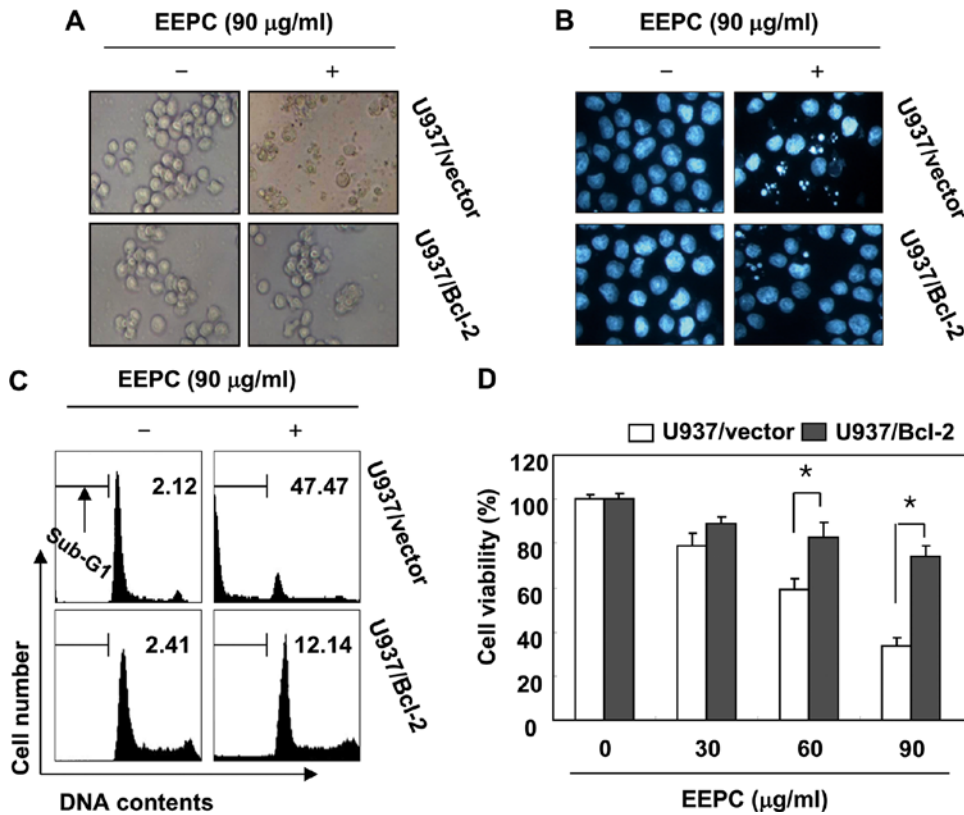 A
EEPC (90 μg/ml)
− +
U937/vector
U937/Bcl-2
B
EEPC (90 μg/ml)
− +
U937/vector
U937/Bcl-2
C
EEPC (90 μg/ml)
− +
2.12 47.47
Sub-G1
U937/vector
2.41 12.14
U937/Bcl-2
Cell number
DNA contents
D
U937/vector U937/Bcl-2
Cell viability (%)
120
100
80
60
40
20
0
* *
0 30 60 90
EEPC (μg/ml)